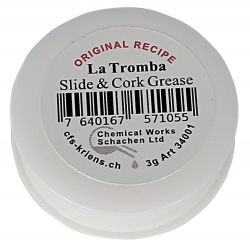 ORIGINAL RECIPE
La Tromba
Slide & Cork Grease
7 640167 571055
Chemical Works
Schachen Ltd
cfs-kriens.ch
3g Art 34001